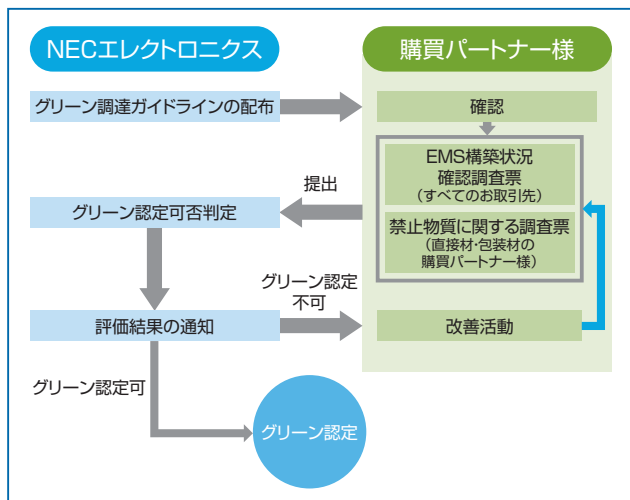 NECエレクトロニクス
購買パートナー様
グリーン調達ガイドラインの配布
確認
EMS構築状況
確認調査票
(すべてのお取引先)
提出
グリーン認定可否判定
禁止物質に関する調査票
(直接材・包装材の
購買パートナー様)
グリーン認定
不可
評価結果の通知
改善活動
グリーン認定可
グリーン認定